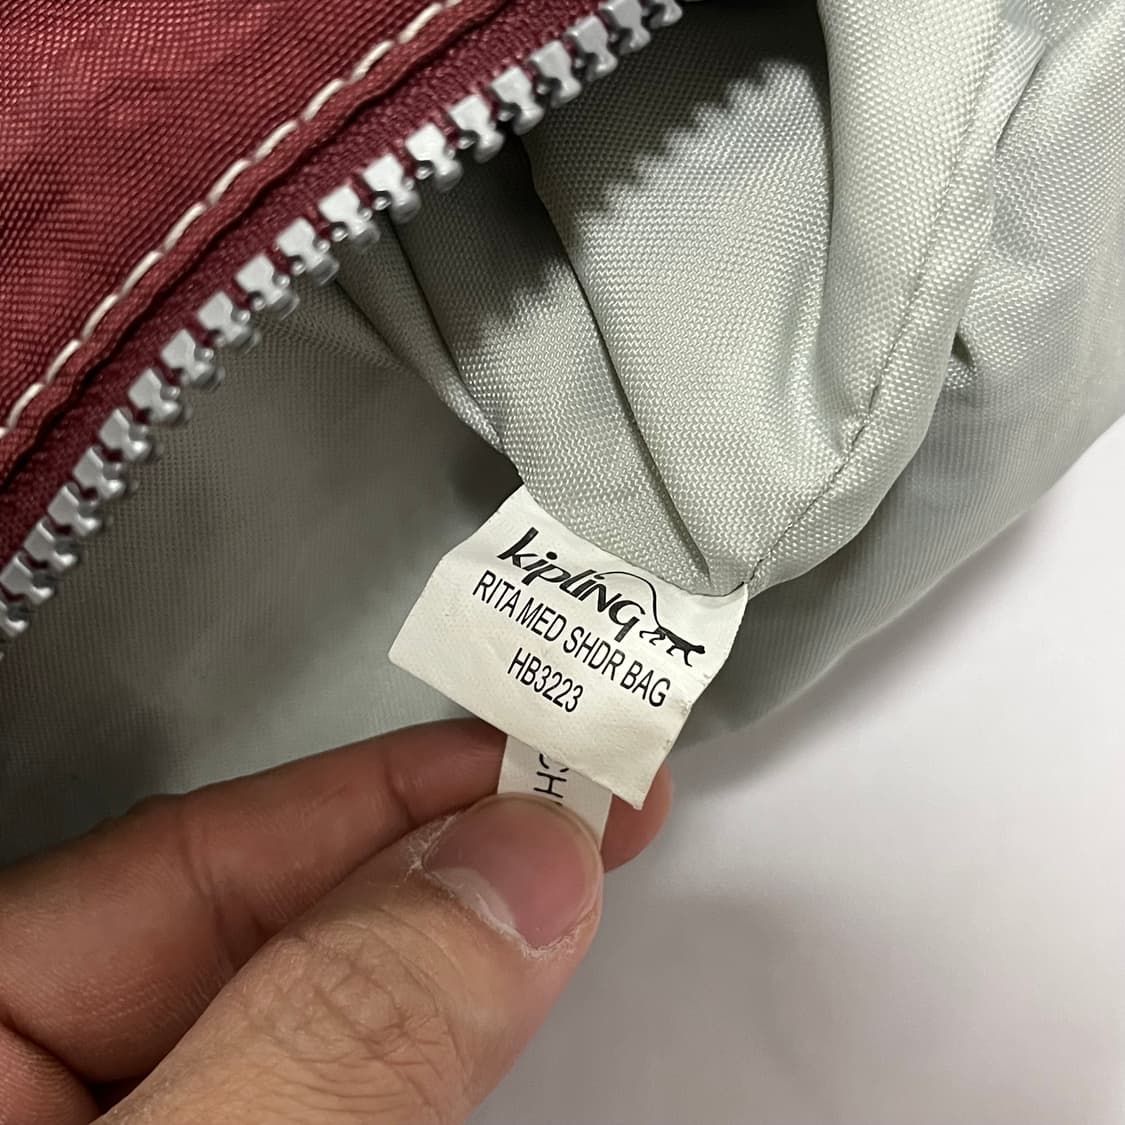 kipling
RITA MED SHDR BAG
HB3223